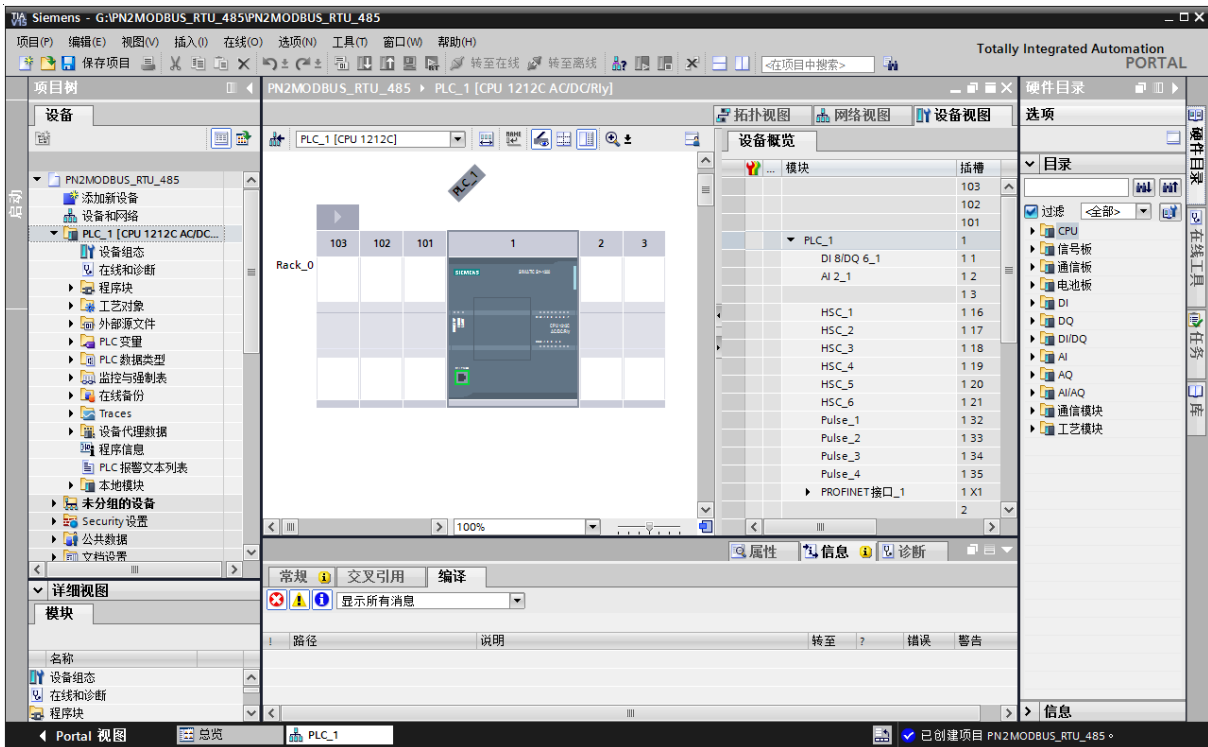 Siemens - G:\PN2MODBUS_RTU_485\PN2MODBUS_RTU_485
项目(P) 编辑(E) 视图(V) 插入(I) 在线(O) 选项(N) 工具(T) 窗口(W) 帮助(H)
Totally Integrated Automation
PORTAL
保存项目 转至在线 转至离线 <在项目中搜索>
项目树
设备
PN2MODBUS_RTU_485
添加新设备
设备和网络
PLC_1 [CPU 1212C AC/DC...
设备组态
在线和诊断
程序块
工艺对象
外部源文件
PLC 变量
PLC 数据类型
监控与强制表
在线备份
Traces
设备代理数据
程序信息
PLC 报警文本列表
本地模块
未分组的设备
Security 设置
公共数据
文档设置
详细视图
模块
名称
设备组态
在线和诊断
程序块
启动
PN2MODBUS_RTU_485 PLC_1 [CPU 1212C AC/DC/Rly]
拓扑视图 网络视图 设备视图
PLC_1 [CPU 1212C]
PLC_1
103 102 101 1 2 3
Rack_0
SIEMENS
100%
设备概览
... 模块 插槽
103
102
101
PLC_1 1
DI 8/DQ 6_1 1 1
AI 2_1 1 2
1 3
HSC_1 1 16
HSC_2 1 17
HSC_3 1 18
HSC_4 1 19
HSC_5 1 20
HSC_6 1 21
Pulse_1 1 32
Pulse_2 1 33
Pulse_3 1 34
Pulse_4 1 35
PROFINET接口_1 1 X1
2
属性 信息 诊断
常规 交叉引用 编译
显示所有消息
! 路径 说明 转至 ? 错误 警告
硬件目录
选项
目录
过滤 <全部>
CPU
信号板
通信板
电池板
DI
DQ
DI/DQ
AI
AQ
AI/AQ
通信模块
工艺模块
信息
硬件目录
在线工具
任务
库
Portal 视图 总览 PLC_1 已创建项目 PN2MODBUS_RTU_485。